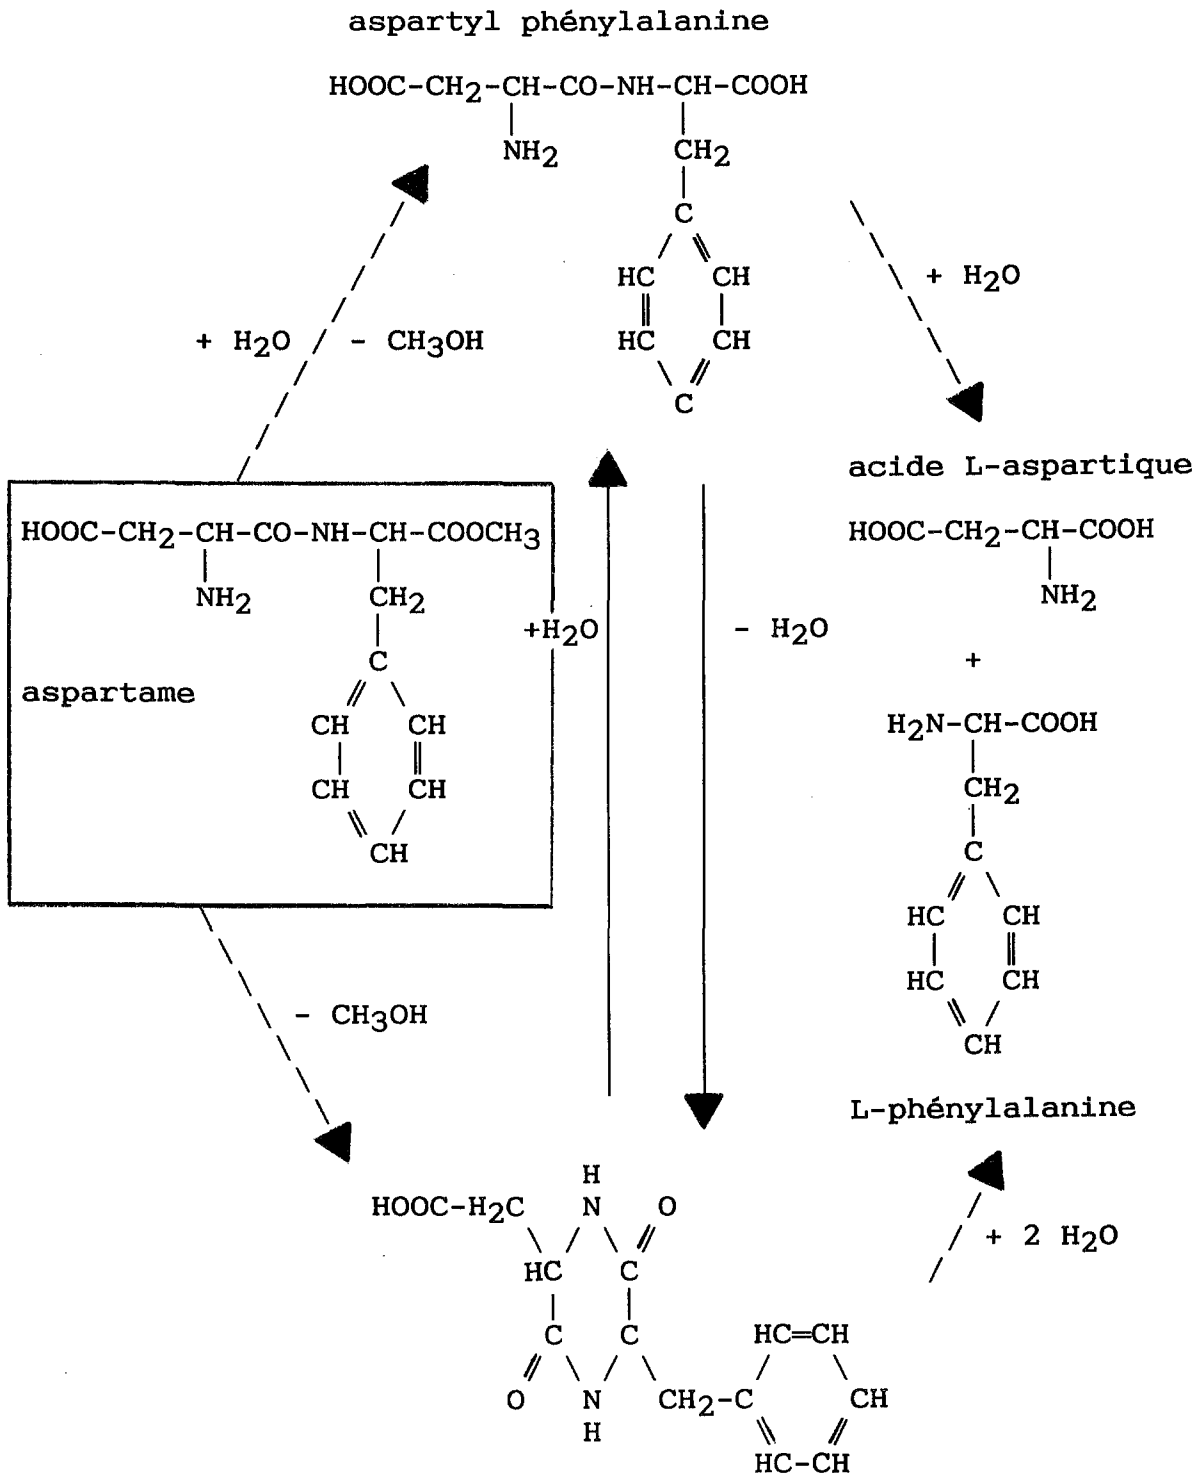 aspartyl phénylalanine
HOOC-CH2-CH-CO-NH-CH-COOH
NH2 CH2
C
HC CH
HC CH
C
+ H2O - CH3OH
+ H2O
aspartame
HOOC-CH2-CH-CO-NH-CH-COOCH3
NH2 CH2
C
CH CH
CH CH
CH
+H2O
- H2O
acide L-aspartique
HOOC-CH2-CH-COOH
NH2
+
H2N-CH-COOH
CH2
C
HC CH
HC CH
CH
L-phénylalanine
- CH3OH
+ 2 H2O
H
HOOC-H2C N O
HC C
C C HC=CH
O N CH2-C CH
H
HC-CH